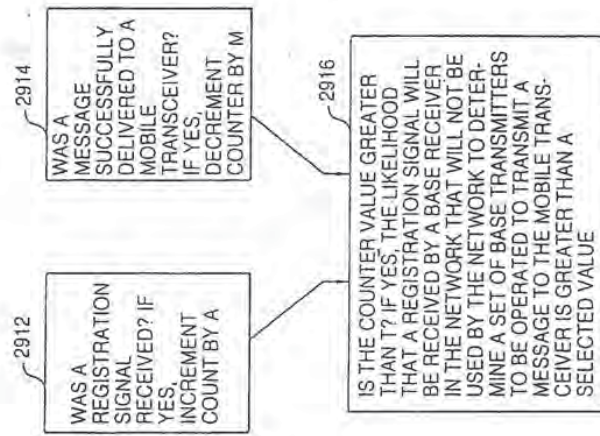 2912
WAS A
REGISTRATION
SIGNAL
RECEIVED? IF
YES,
INCREMENT
COUNT BY A
2914
WAS A
MESSAGE
SUCCESSFULLY
DELIVERED TO A
MOBILE
TRANSCEIVER?
IF YES,
DECREMENT
COUNTER BY M
2916
IS THE COUNTER VALUE GREATER
THAN T? IF YES, THE LIKELIHOOD
THAT A REGISTRATION SIGNAL WILL
BE RECEIVED BY A BASE RECEIVER
IN THE NETWORK THAT WILL NOT BE
USED BY THE NETWORK TO DETER-
MINE A SET OF BASE TRANSMITTERS
TO BE OPERATED TO TRANSMIT A
MESSAGE TO THE MOBILE TRANS-
CEIVER IS GREATER THAN A
SELECTED VALUE